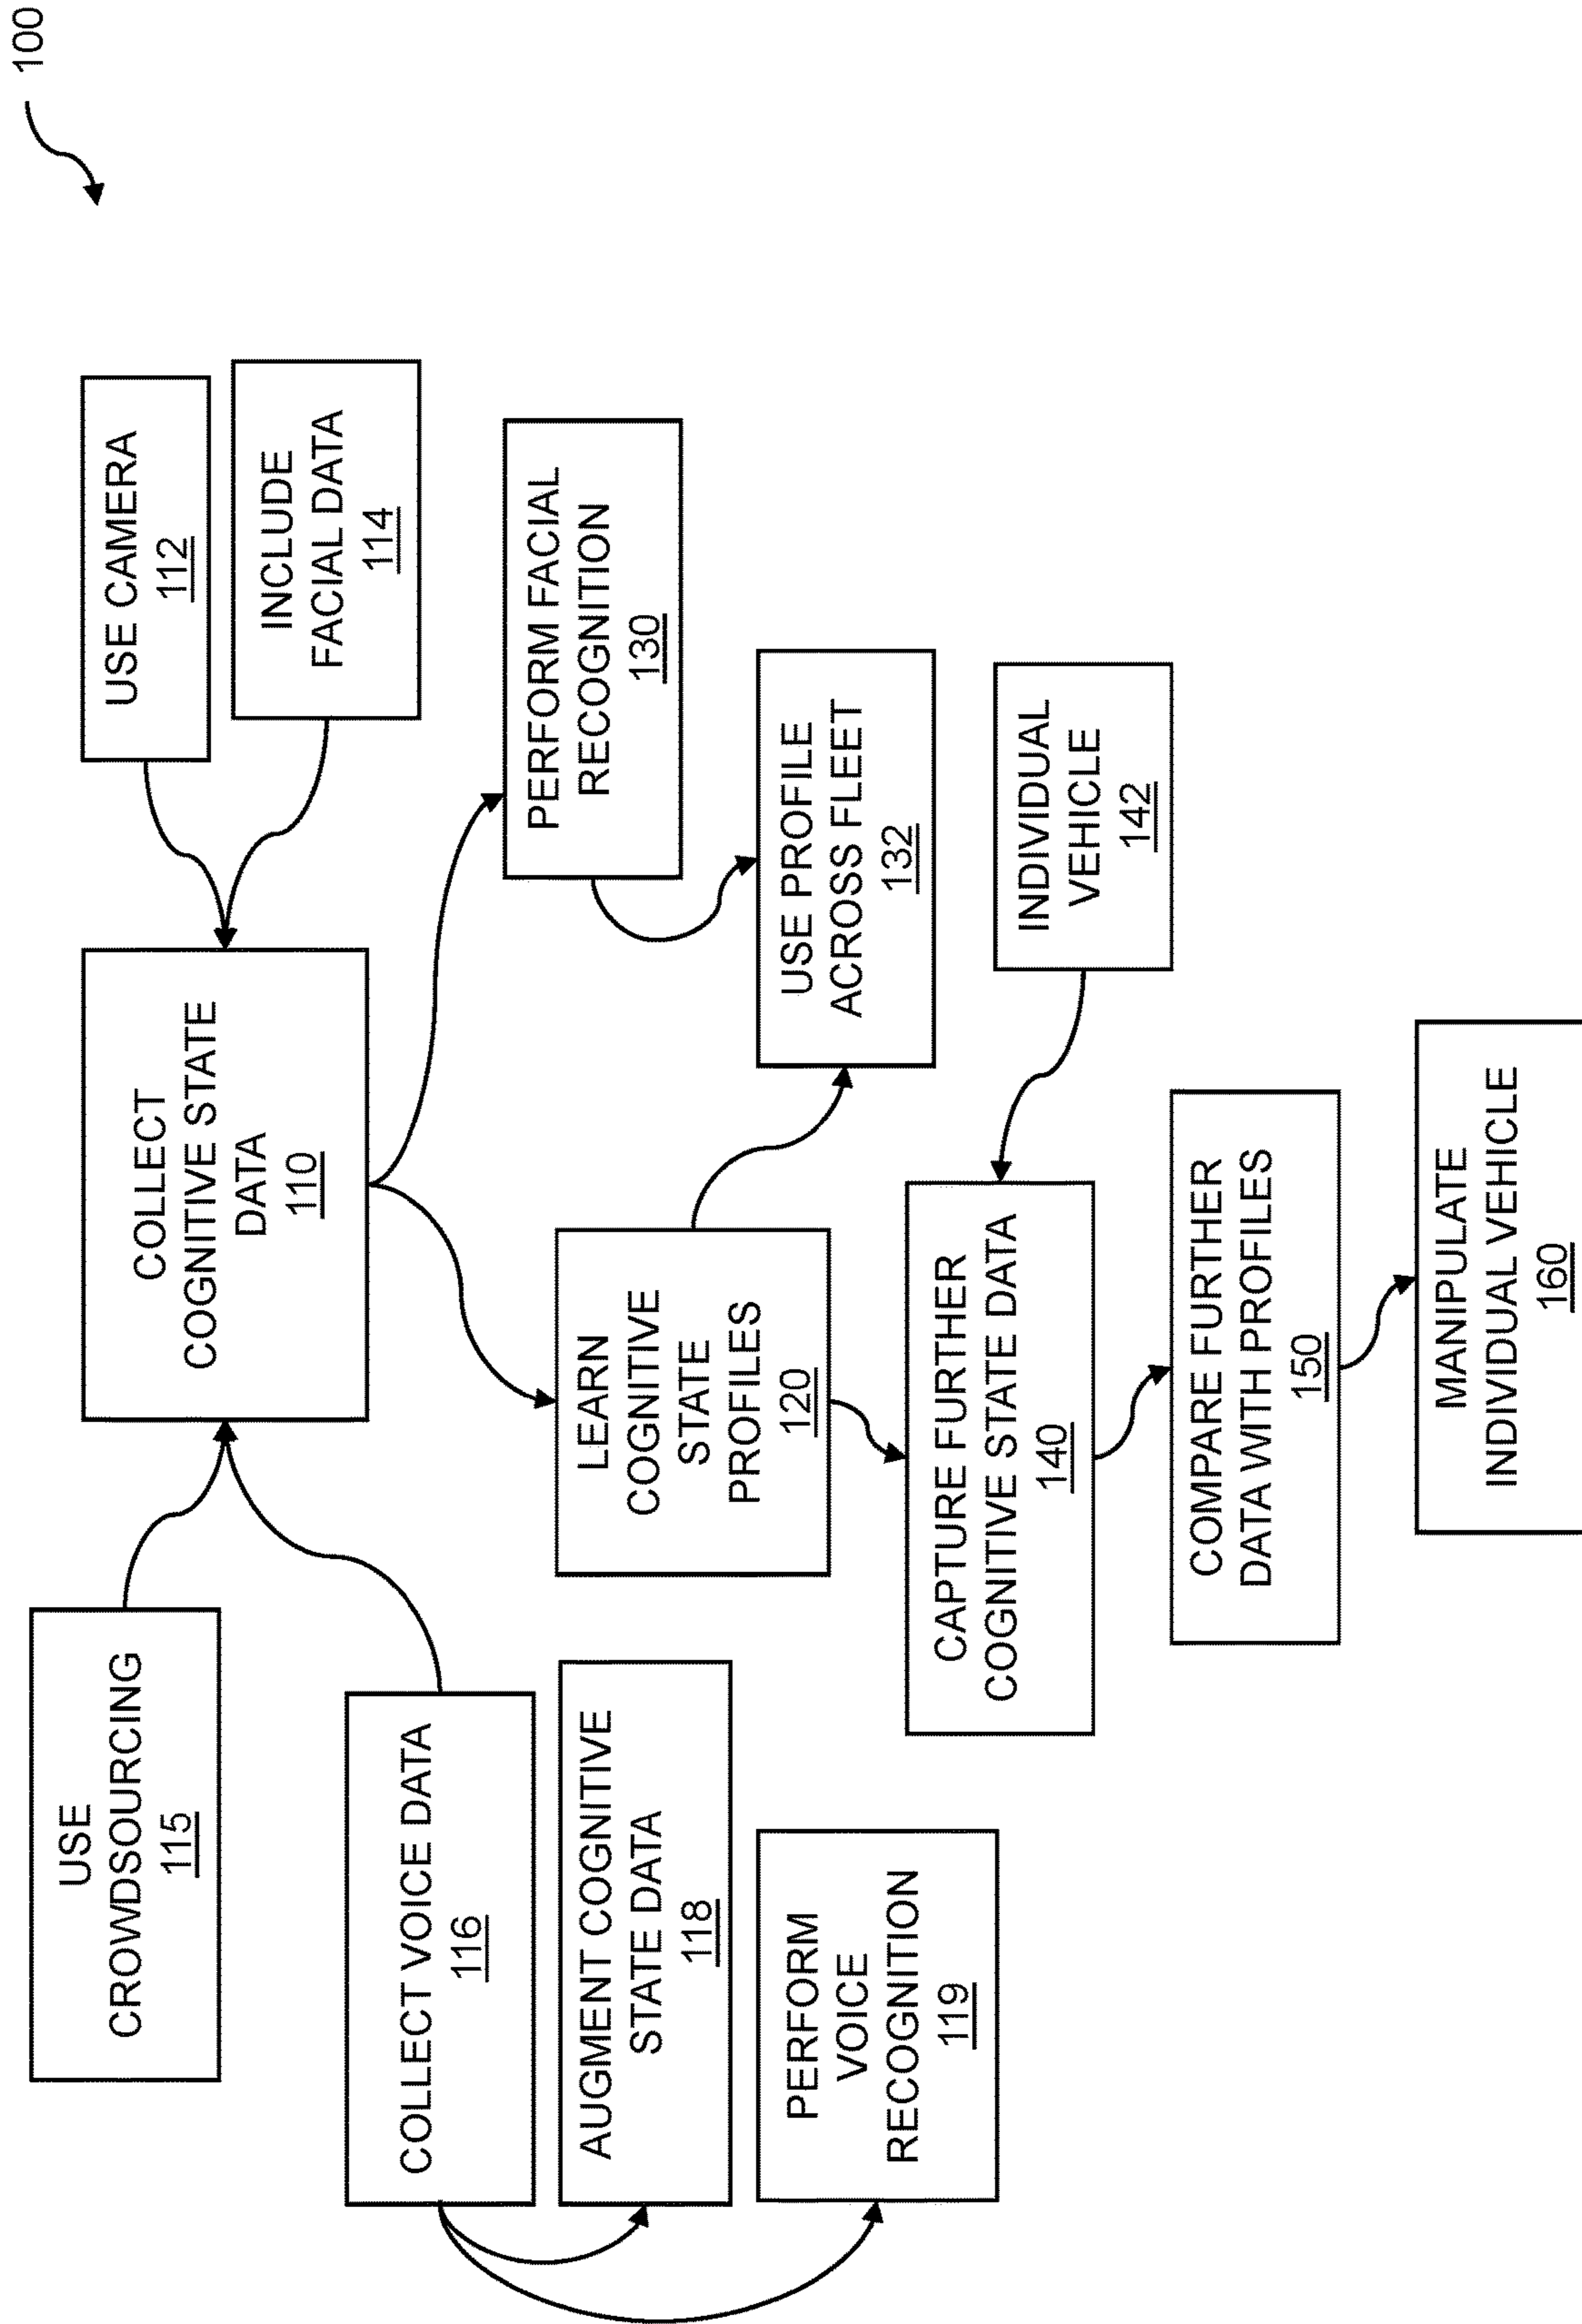 100
USE
CROWDSOURCING
115
COLLECT
COGNITIVE STATE
DATA
110
USE CAMERA
112
INCLUDE
FACIAL DATA
114
COLLECT VOICE DATA
116
AUGMENT COGNITIVE
STATE DATA
118
PERFORM
VOICE
RECOGNITION
119
LEARN
COGNITIVE
STATE
PROFILES
120
PERFORM FACIAL
RECOGNITION
130
USE PROFILE
ACROSS FLEET
132
CAPTURE FURTHER
COGNITIVE STATE DATA
140
INDIVIDUAL
VEHICLE
142
COMPARE FURTHER
DATA WITH PROFILES
150
MANIPULATE
INDIVIDUAL VEHICLE
160